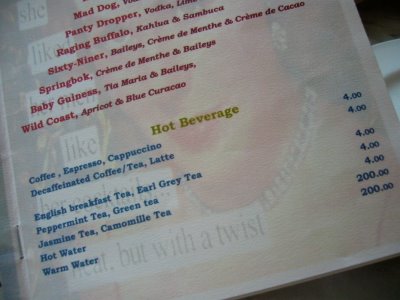 she
Mad Dog,
Panty Dropper, Vodka,
Raging Buffalo, Kahlua & Sambuca
Sixty-Niner, Baileys, Crème de Menthe & Crème de Cacao
Springbok, Crème de Menthe & Baileys
Baby Guiness, Tia Maria & Baileys,
Wild Coast, Apricot & Blue Curacao
liked
like
Hot Beverage
Coffee , Espresso, Cappuccino 4.00
Decaffeinated Coffee/Tea, Latte 4.00
English breakfast Tea, Earl Grey Tea 4.00
Peppermint Tea, Green tea 4.00
Jasmine Tea, Camomille Tea 4.00
Hot Water 200.00
Warm Water 200.00
neat, but with a twist